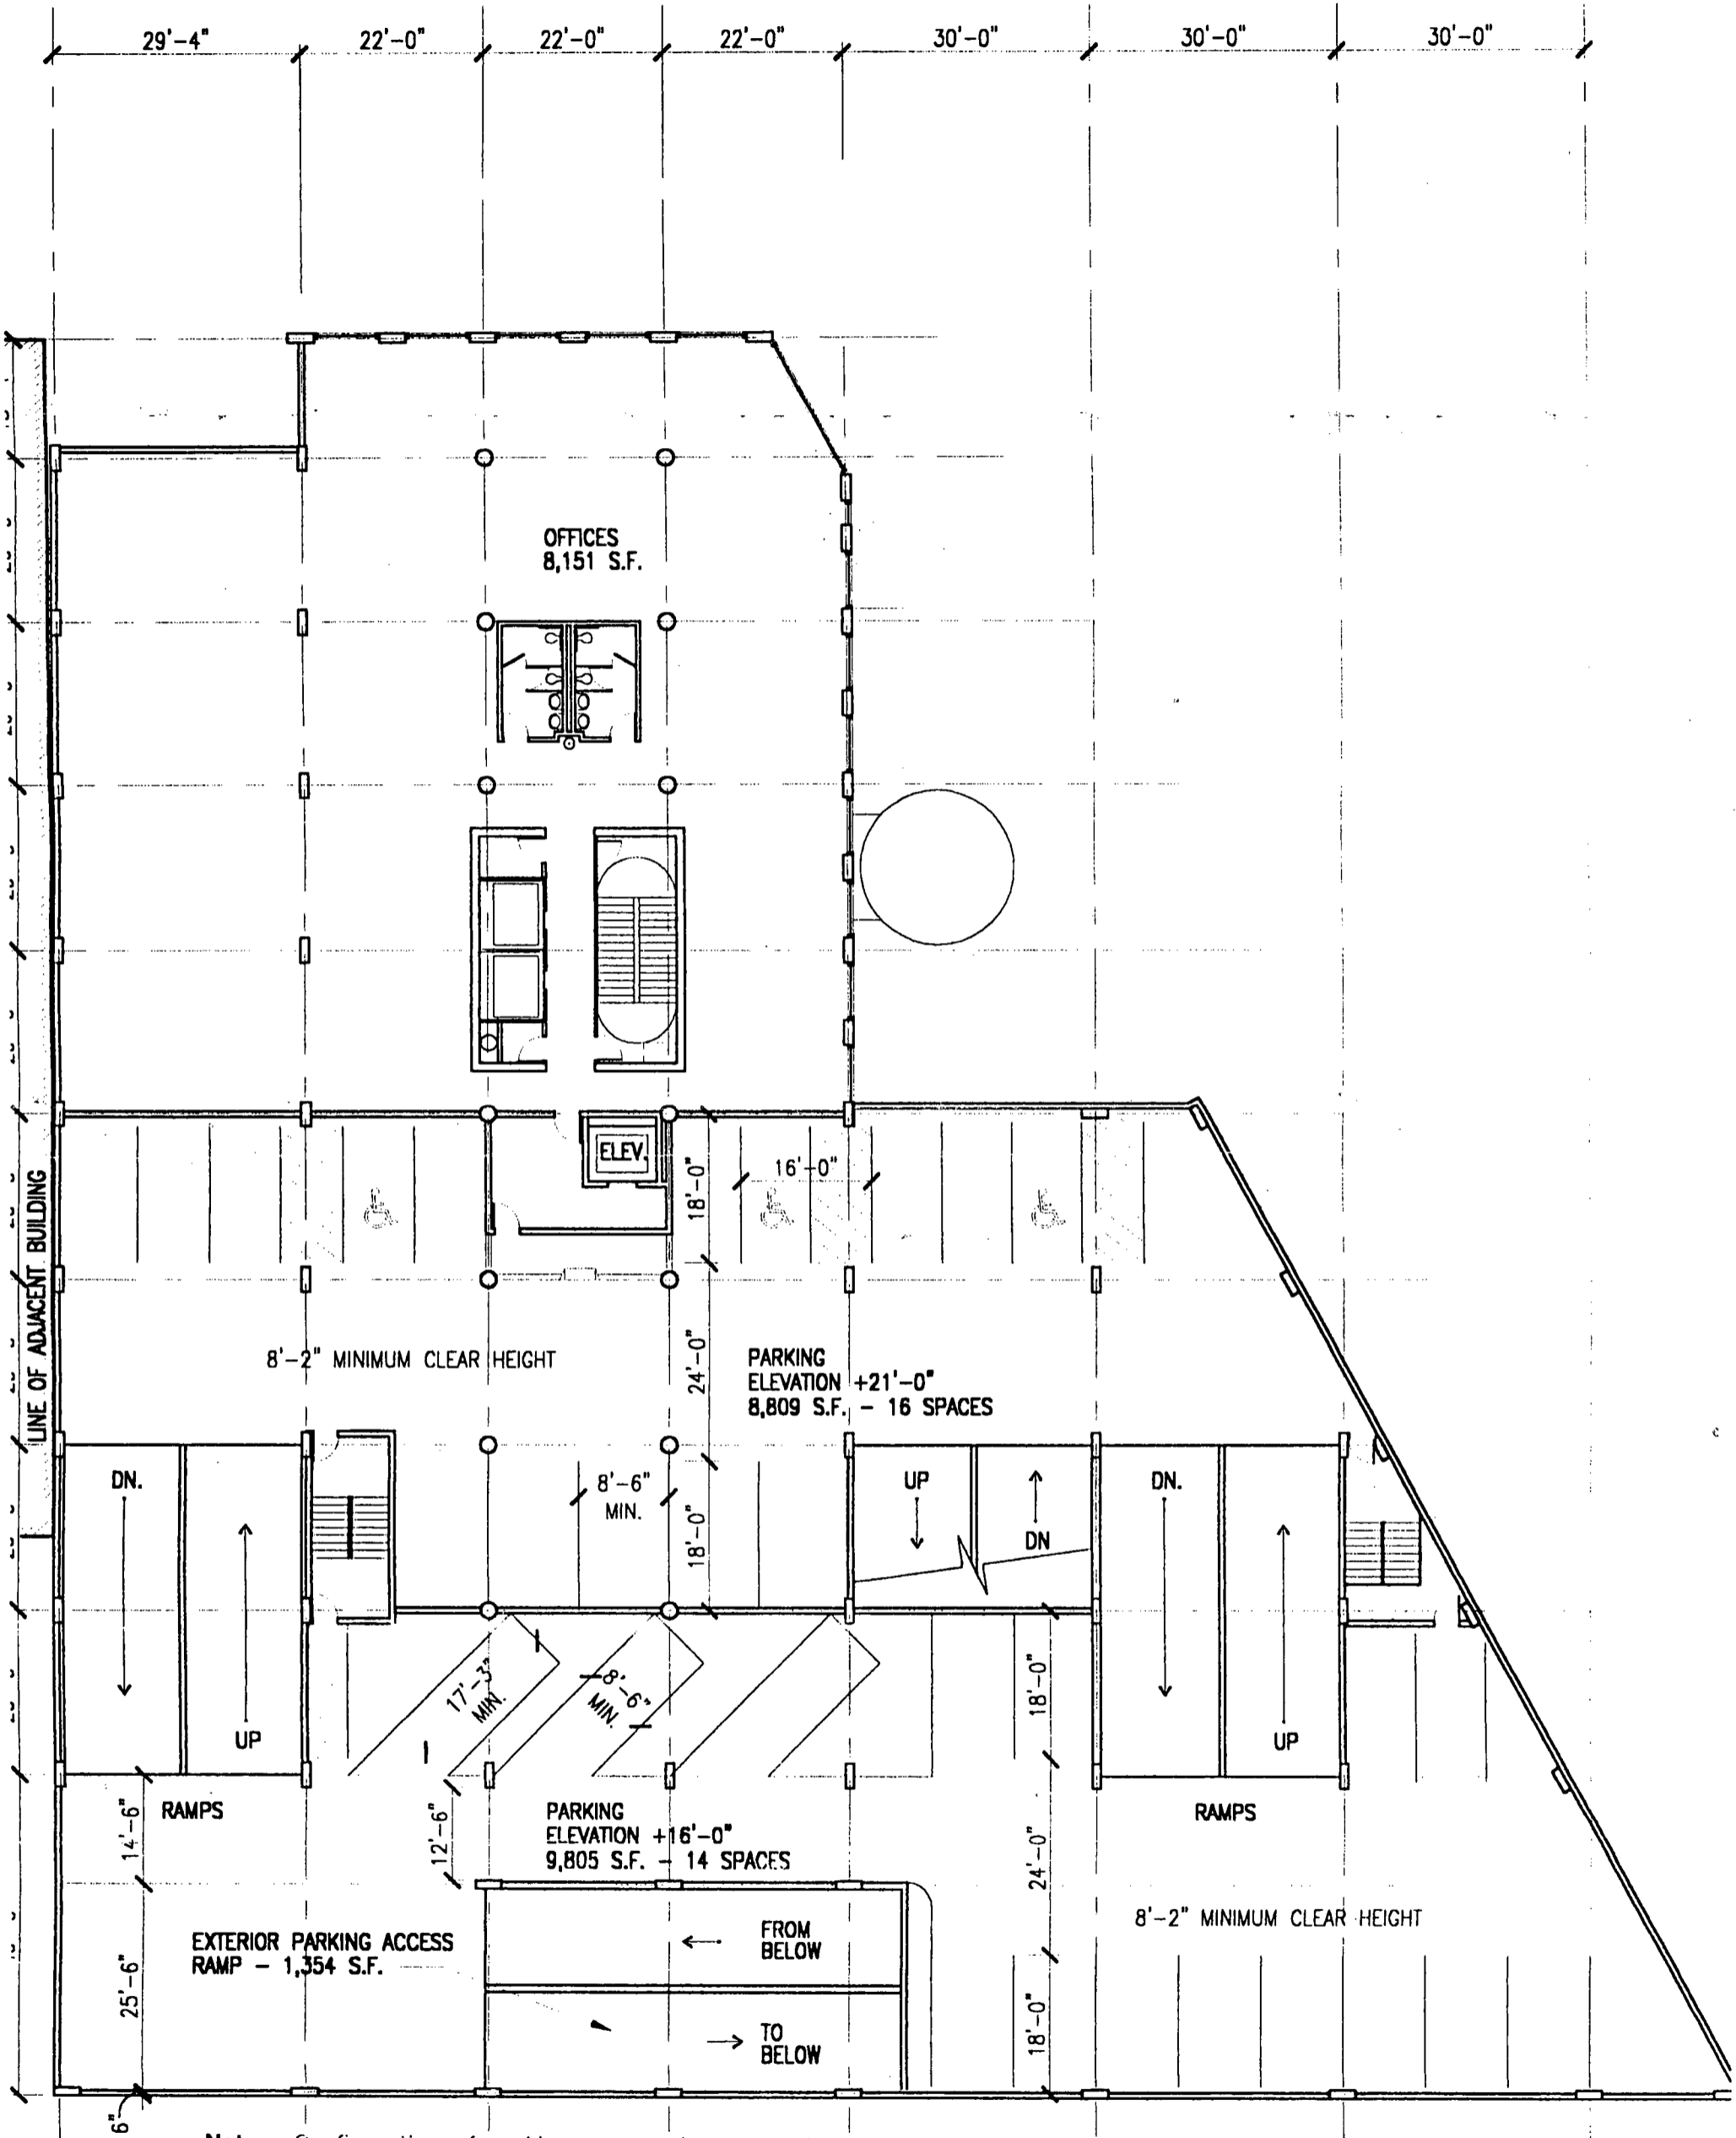 29'-4" 22'-0" 22'-0" 22'-0" 30'-0" 30'-0" 30'-0"
OFFICES
8,151 S.F.
LINE OF ADJACENT BUILDING
ELEV.
18'-0"
16'-0"
8'-2" MINIMUM CLEAR HEIGHT
24'-0"
PARKING
ELEVATION +21'-0"
8,809 S.F. - 16 SPACES
DN.
UP
8'-6"
MIN.
18'-0"
UP
DN
DN.
UP
17'-3"
MIN.
8'-6"
MIN.
18'-0"
RAMPS
14'-6"
12'-6"
PARKING
ELEVATION +16'-0"
9,805 S.F. - 14 SPACES
RAMPS
24'-0"
8'-2" MINIMUM CLEAR HEIGHT
EXTERIOR PARKING ACCESS
RAMP - 1,354 S.F.
FROM
BELOW
25'-6"
TO
BELOW
18'-0"
6"